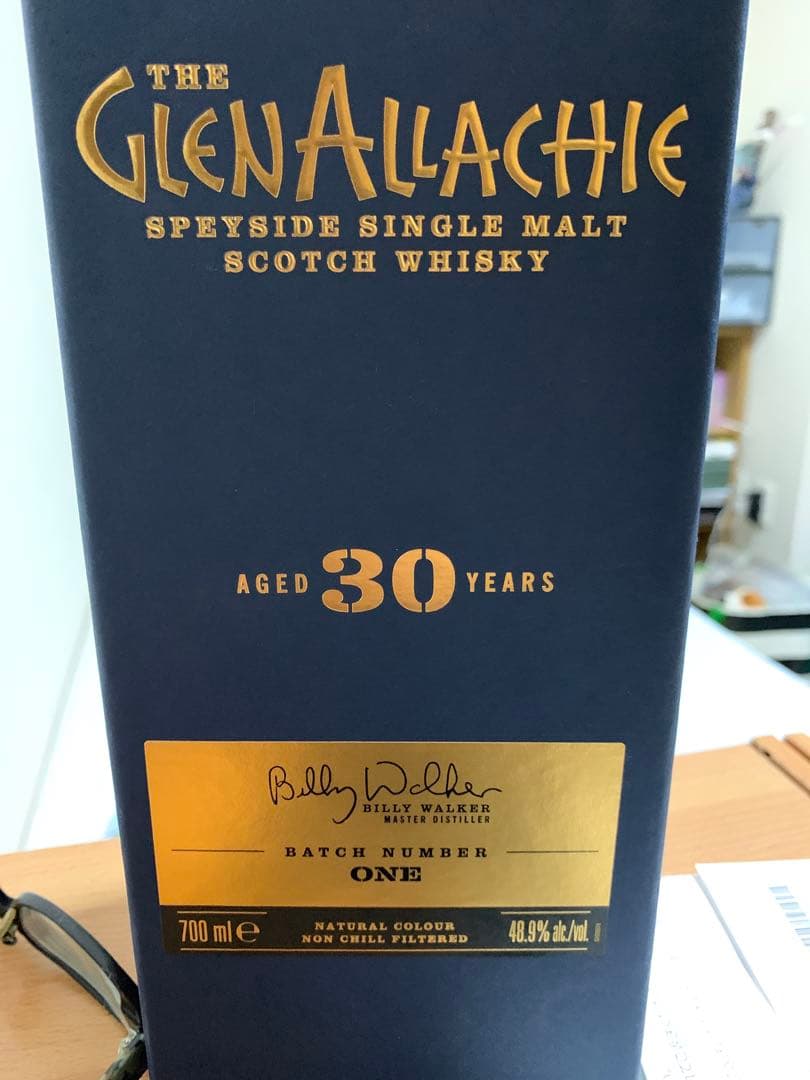 THE
GLENALLACHIE
SPEYSIDE SINGLE MALT
SCOTCH WHISKY
AGED 30 YEARS
Billy Walker
BILLY WALKER
MASTER DISTILLER
BATCH NUMBER
ONE
700 ml e
NATURAL COLOUR
NON CHILL FILTERED
48.9% alc./vol.